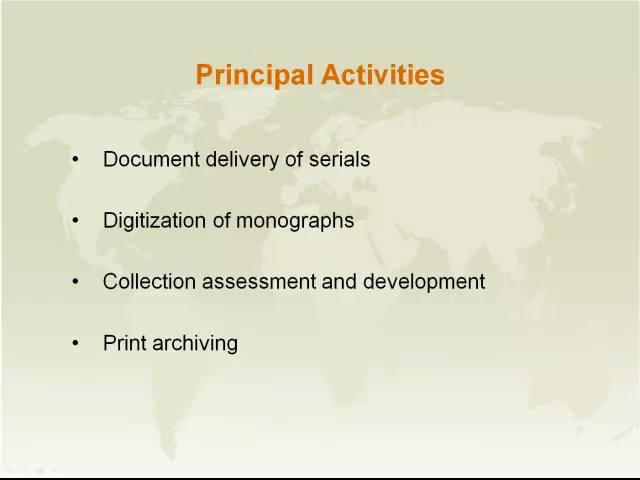 Principal Activities
• Document delivery of serials
• Digitization of monographs
• Collection assessment and development
• Print archiving